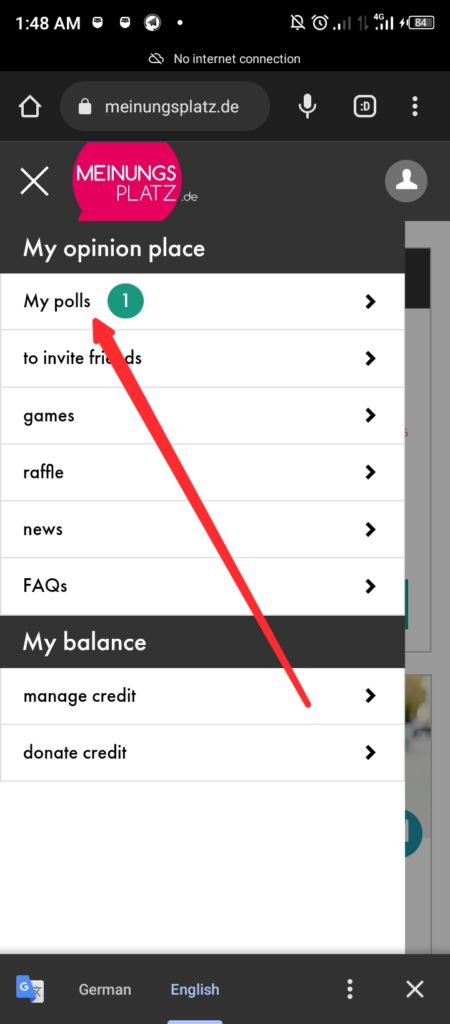 1:48 AM
4G
84
No internet connection
meinungsplatz.de
:D
MEINUNGS
PLATZ.de
My opinion place
My polls 1
to invite friends
games
raffle
news
FAQs
My balance
manage credit
donate credit
G
German English